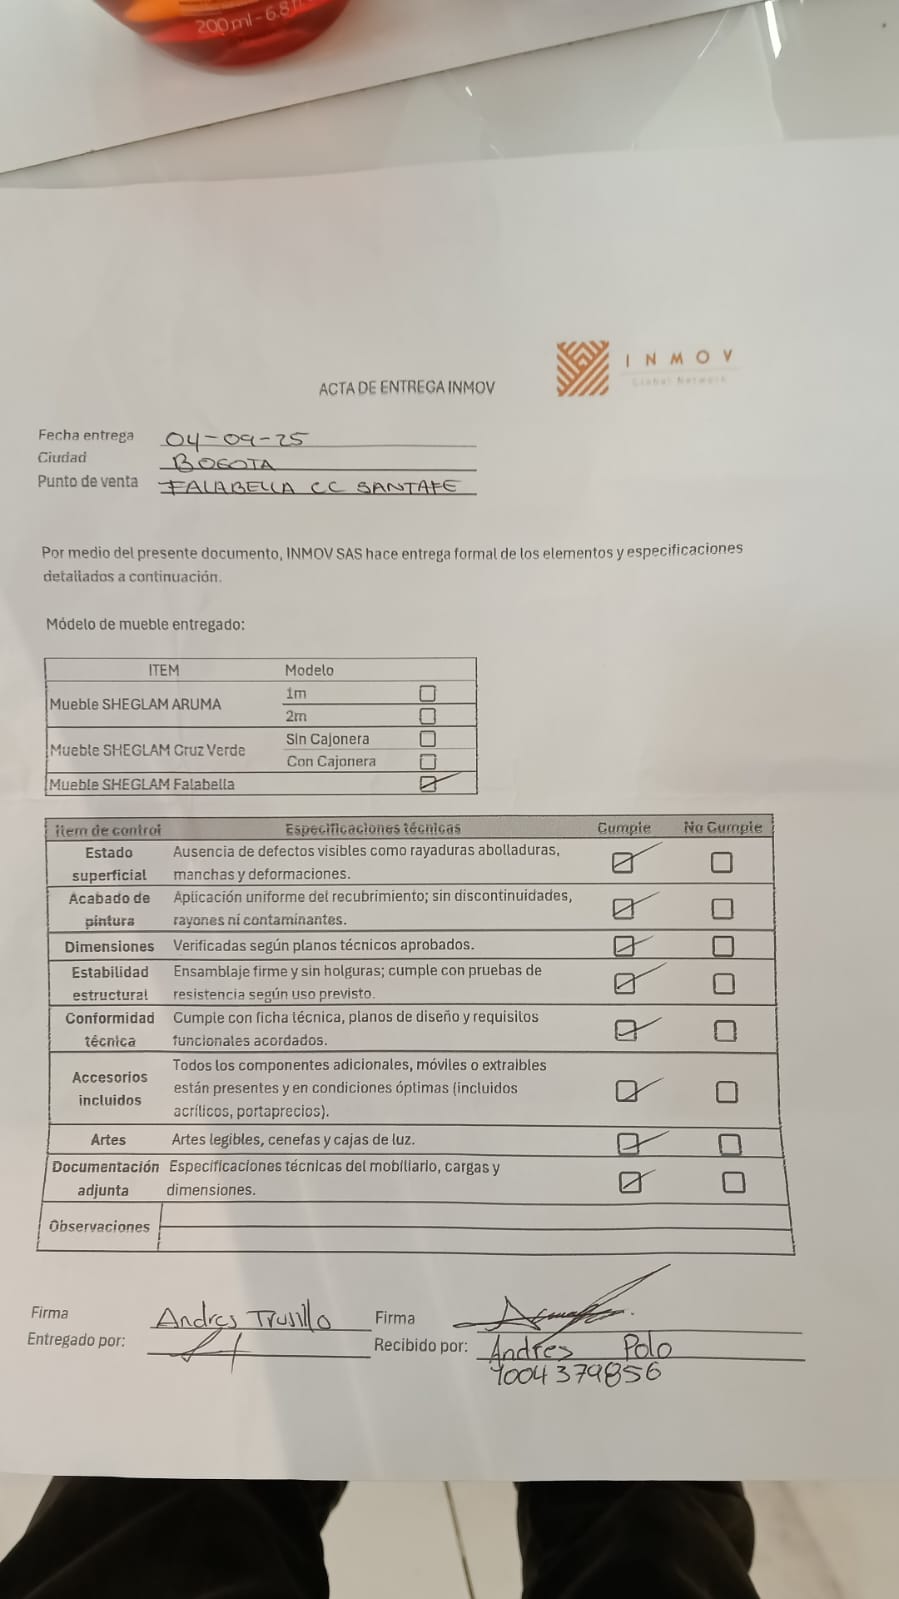 200ml-6.8
INMOV
Global Network
ACTA DE ENTREGA INMOV
Fecha entrega 04-09-25
Ciudad BOGOTA
Punto de venta FALABELLA CC SANTAFE
Por medio del presente documento, INMOV SAS hace entrega formal de los elementos y especificaciones
detallados a continuación.
Módelo de mueble entregado:
ITEM Modelo
Mueble SHEGLAM ARUMA 1m
2m
Mueble SHEGLAM Cruz Verde Sin Cajonera
Con Cajonera
Mueble SHEGLAM Falabella
ítem de control Especificaciones técnicas Cumple No Cumple
Estado superficial Ausencia de defectos visibles como rayaduras abolladuras,
manchas y deformaciones.
Acabado de pintura Aplicación uniforme del recubrimiento; sin discontinuidades,
rayones ni contaminantes.
Dimensiones Verificadas según planos técnicos aprobados.
Estabilidad estructural Ensamblaje firme y sin holguras; cumple con pruebas de
resistencia según uso previsto.
Conformidad técnica Cumple con ficha técnica, planos de diseño y requisitos
funcionales acordados.
Accesorios incluidos Todos los componentes adicionales, móviles o extraibles
están presentes y en condiciones óptimas (incluidos
acrílicos, portaprecios).
Artes Artes legibles, cenefas y cajas de luz.
Documentación adjunta Especificaciones técnicas del mobiliario, cargas y
dimensiones.
Observaciones
Firma Andres Trusillo Firma
Entregado por: Recibido por: Andres Polo
1004379856